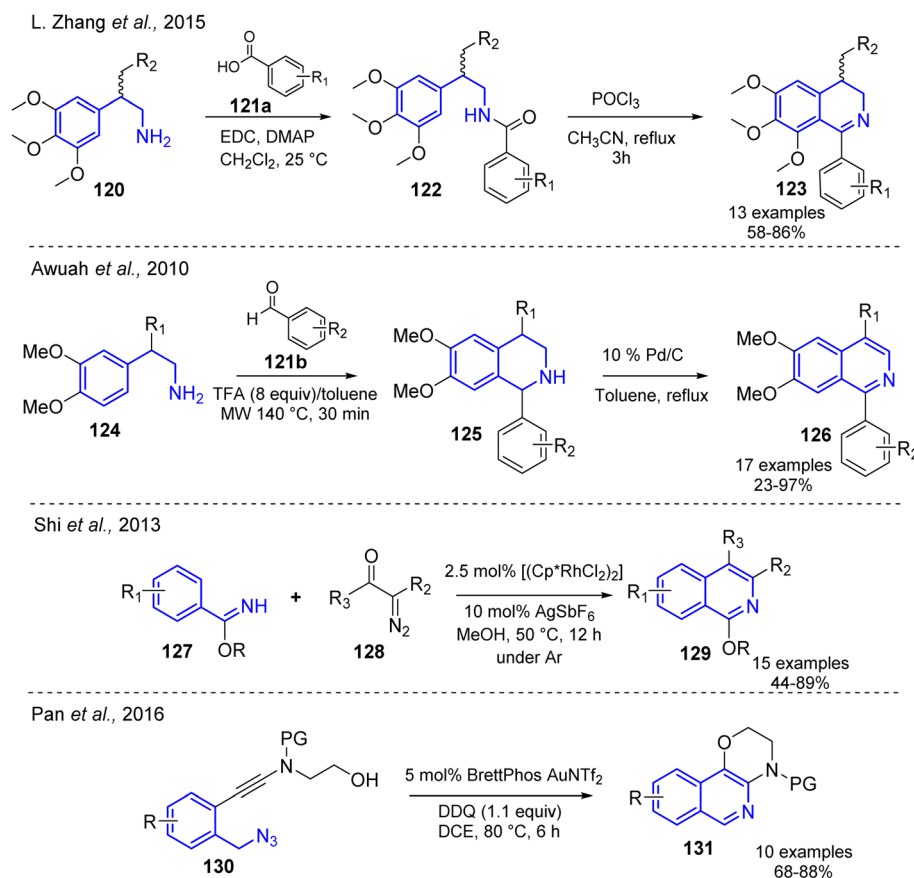 L. Zhang et al., 2015
R2
O
HO
R1
121a
O
O
O
NH2
120
EDC, DMAP
CH2Cl2, 25 °C
R2
O
O
O
HN
O
R1
122
POCl3
CH3CN, reflux
3h
R2
O
O
O
N
R1
123
13 examples
58-86%
Awuah et al., 2010
R1
MeO
MeO
NH2
124
O
H
R2
121b
TFA (8 equiv)/toluene
MW 140 °C, 30 min
R1
MeO
MeO
NH
R2
125
10 % Pd/C
Toluene, reflux
R1
MeO
MeO
N
R2
126
17 examples
23-97%
Shi et al., 2013
R1
NH
OR
127
+
O
R3
R2
N2
128
2.5 mol% [(Cp*RhCl2)2]
10 mol% AgSbF6
MeOH, 50 °C, 12 h
under Ar
R3
R2
R1
N
OR
129
15 examples
44-89%
Pan et al., 2016
PG
N
OH
R
N3
130
5 mol% BrettPhos AuNTf2
DDQ (1.1 equiv)
DCE, 80 °C, 6 h
O
N
PG
R
N
131
10 examples
68-88%